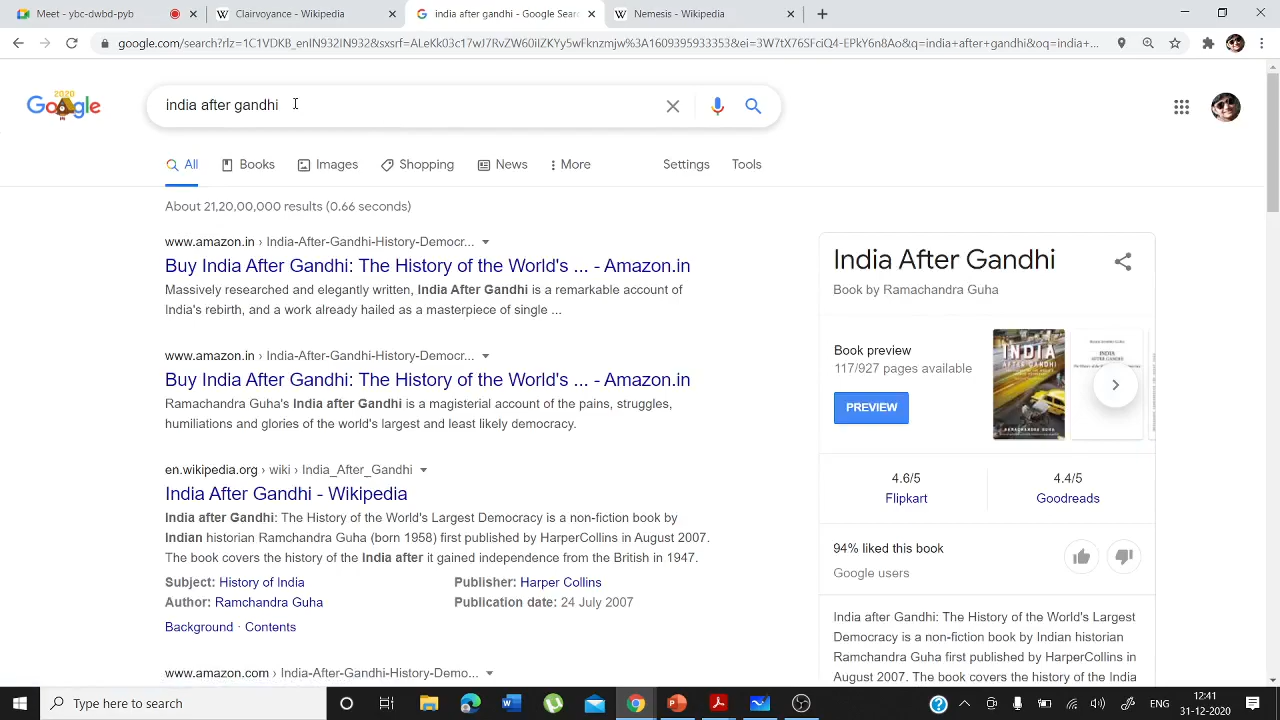 Meet - ywd-obwb-pdt
Clairvoyance - Wikipedia
india after gandhi - Google Sear
Nemesis - Wikipedia
google.com/search?rlz=1C1VDKB_enIN932IN932&sxsrf=ALeKk03c17wJ7RvZW60iIZKYy5wFknzmjw%3A1609395933353&ei=3W7tX76SFciQ4-EPkY6n8Ao&q=india+after+gandhi&oq=india+...
2020
Google
india after gandhi
All
Books
Images
Shopping
News
More
Settings
Tools
About 21,20,00,000 results (0.66 seconds)
www.amazon.in › India-After-Gandhi-History-Democr...
Buy India After Gandhi: The History of the World's ... - Amazon.in
Massively researched and elegantly written, India After Gandhi is a remarkable account of
India's rebirth, and a work already hailed as a masterpiece of single ...
www.amazon.in › India-After-Gandhi-History-Democr...
Buy India After Gandhi: The History of the World's ... - Amazon.in
Ramachandra Guha's India after Gandhi is a magisterial account of the pains, struggles,
humiliations and glories of the world's largest and least likely democracy.
en.wikipedia.org › wiki › India_After_Gandhi
India After Gandhi - Wikipedia
India after Gandhi: The History of the World's Largest Democracy is a non-fiction book by
Indian historian Ramchandra Guha (born 1958) first published by HarperCollins in August 2007.
The book covers the history of the India after it gained independence from the British in 1947.
Subject: History of India
Publisher: Harper Collins
Author: Ramchandra Guha
Publication date: 24 July 2007
Background · Contents
www.amazon.com › India-After-Gandhi-History-Demo...
India After Gandhi
Book by Ramachandra Guha
Book preview
117/927 pages available
PREVIEW
INDIA
AFTER GANDHI
RAMACHANDRA GUHA
INDIA
AFTER GANDHI
4.6/5
Flipkart
4.4/5
Goodreads
94% liked this book
Google users
India after Gandhi: The History of the World's Largest
Democracy is a non-fiction book by Indian historian
Ramchandra Guha first published by HarperCollins in
August 2007. The book covers the history of the India
Type here to search
ENG
12:41
31-12-2020